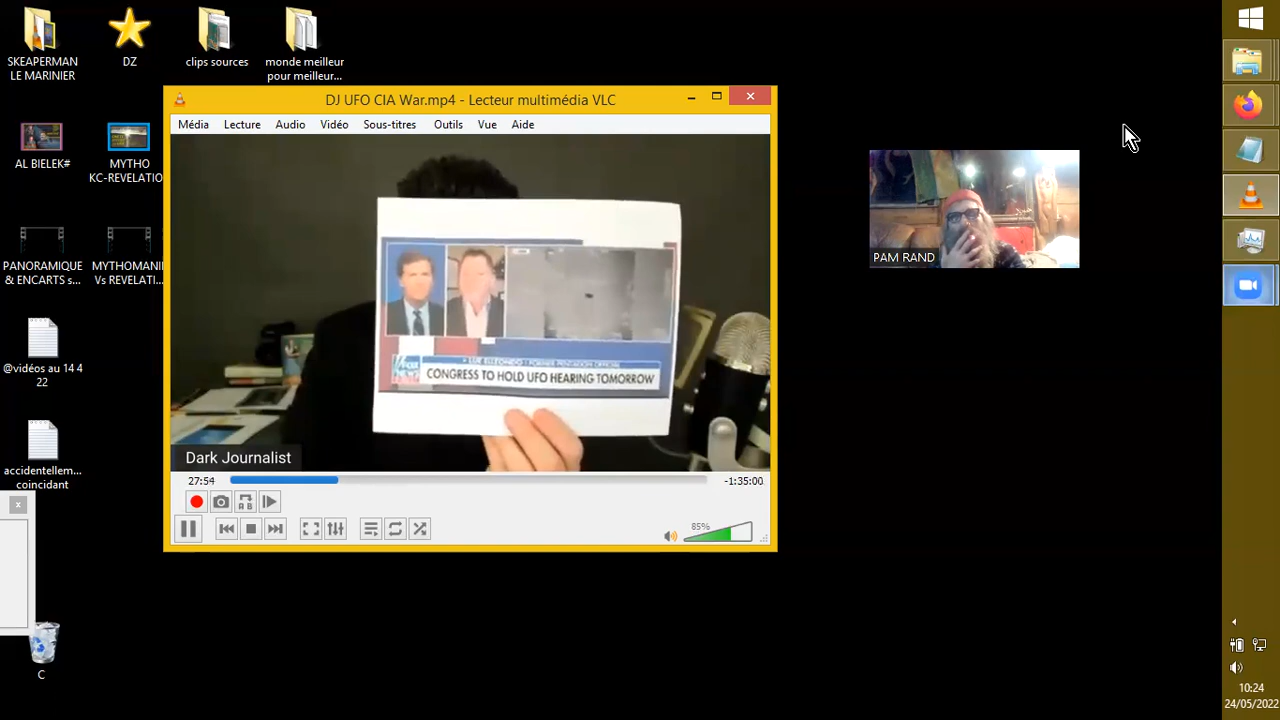 SKEAPERMAN
LE MARINIER
DZ
clips sources
monde meilleur
pour meilleur...
AL BIELEK#
MYTHO
KC-REVELATIO
PANORAMIQUE
& ENCARTS s...
MYTHOMANI
Vs REVELATI
@vidéos au 14 4
22
accidentellem...
coincidant
C
DJ UFO CIA War.mp4 - Lecteur multimédia VLC
Média Lecture Audio Vidéo Sous-titres Outils Vue Aide
FOX
NEWS
CONGRESS TO HOLD UFO HEARING TOMORROW
Dark Journalist
27:54
-1:35:00
85%
PAM RAND
10:24
24/05/2022